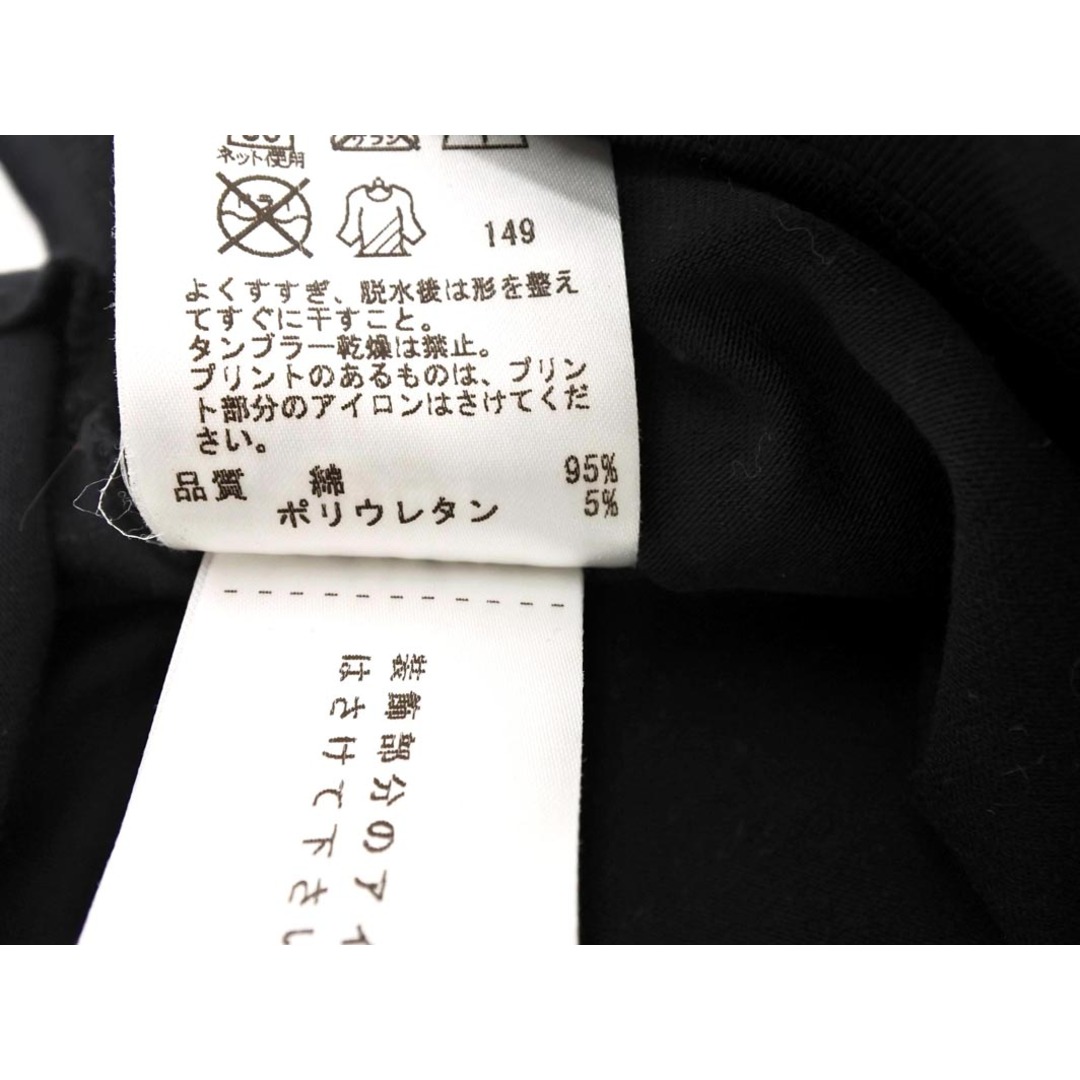 ネット使用
149
よくすすぎ、脱水後は形を整え
てすぐに干すこと。
タンブラー乾燥は禁止。
プリントのあるものは、プリン
ト部分のアイロンはさけてくだ
さい。
品質 綿 95%
ポリウレタン 5%
装飾部分のアイ
はさけて下さい